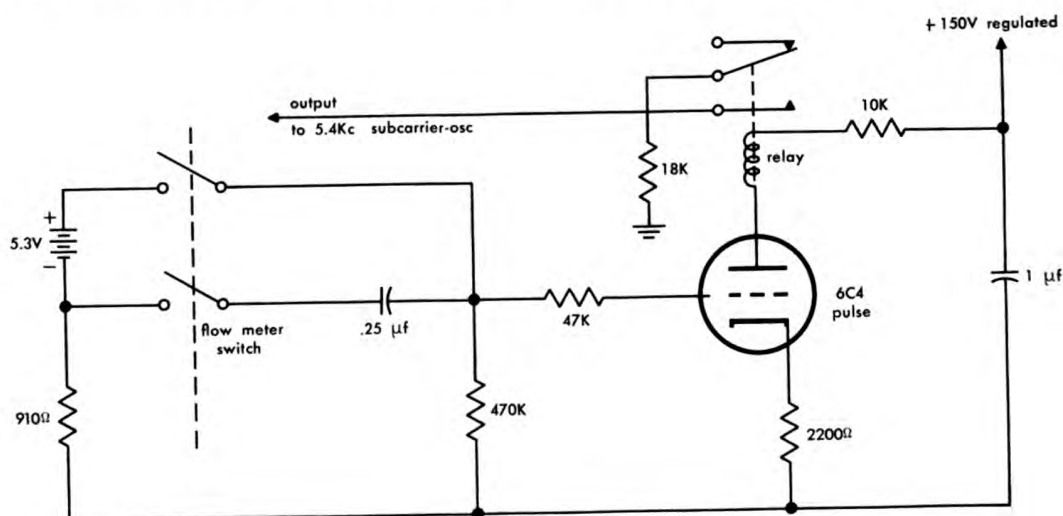 + 150V regulated
output
to 5.4Kc subcarrier-osc
10K
relay
18K
+
5.3V
−
1 µf
6C4
pulse
47K
.25 µf
flow meter
switch
910Ω
470K
2200Ω